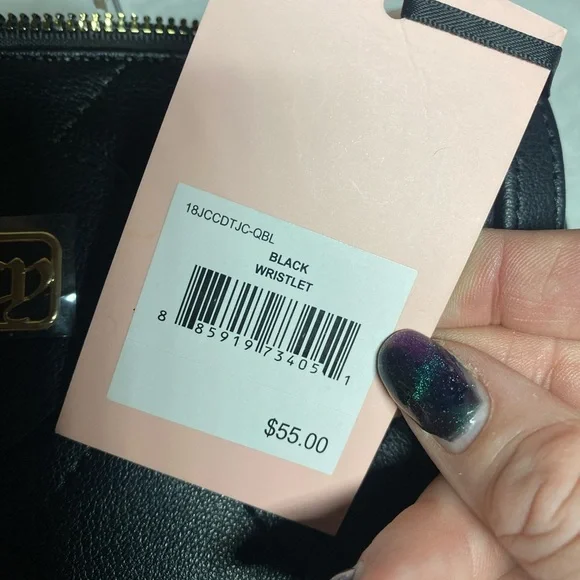 18JCCDTJC-QBL
BLACK
WRISTLET
8 85919 73405 1
$55.00